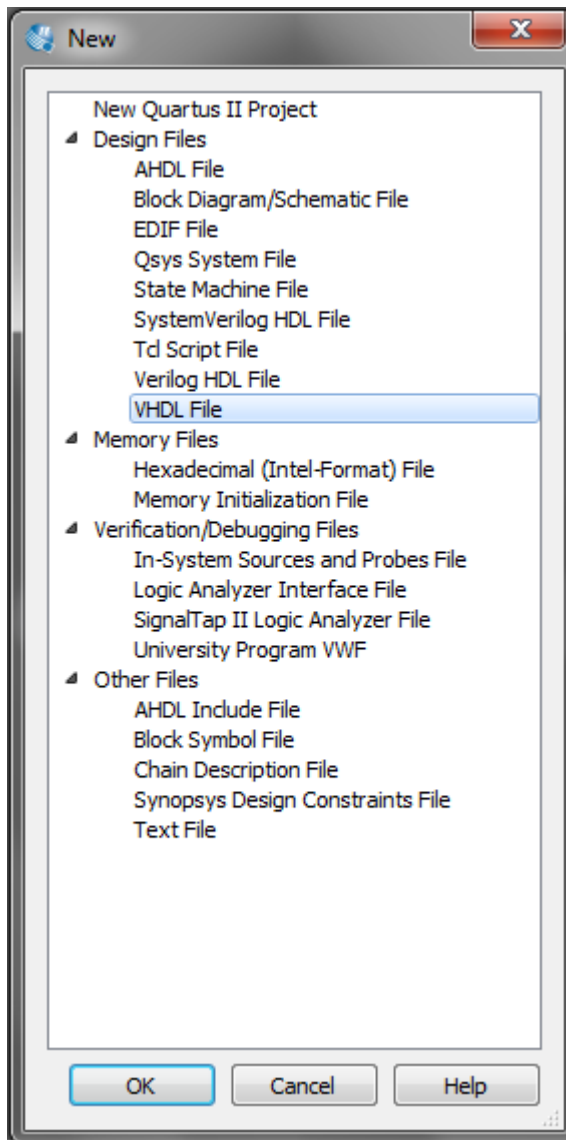 New
New Quartus II Project
Design Files
AHDL File
Block Diagram/Schematic File
EDIF File
Qsys System File
State Machine File
SystemVerilog HDL File
Tcl Script File
Verilog HDL File
VHDL File
Memory Files
Hexadecimal (Intel-Format) File
Memory Initialization File
Verification/Debugging Files
In-System Sources and Probes File
Logic Analyzer Interface File
SignalTap II Logic Analyzer File
University Program VWF
Other Files
AHDL Include File
Block Symbol File
Chain Description File
Synopsys Design Constraints File
Text File
OK Cancel Help